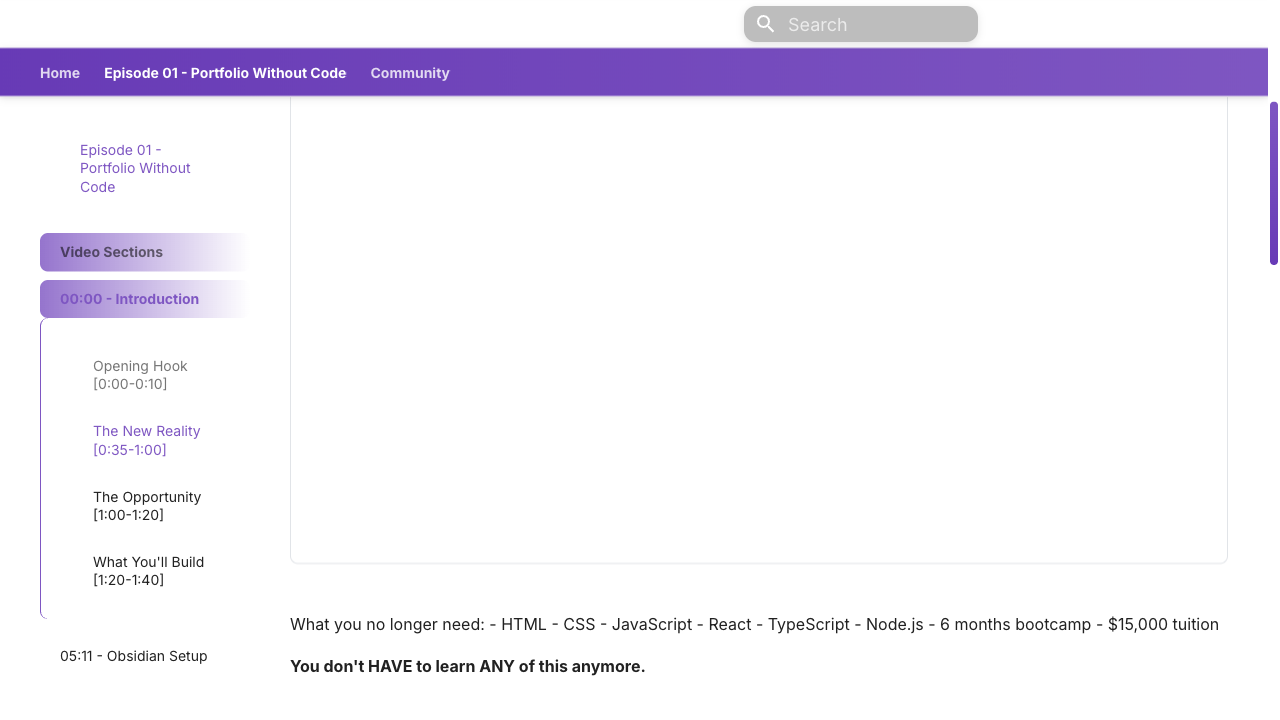 Search
Home Episode 01 - Portfolio Without Code Community
Episode 01 -
Portfolio Without
Code
Video Sections
00:00 - Introduction
Opening Hook
[0:00-0:10]
The New Reality
[0:35-1:00]
The Opportunity
[1:00-1:20]
What You'll Build
[1:20-1:40]
05:11 - Obsidian Setup
What you no longer need: - HTML - CSS - JavaScript - React - TypeScript - Node.js - 6 months bootcamp - $15,000 tuition
You don't HAVE to learn ANY of this anymore.